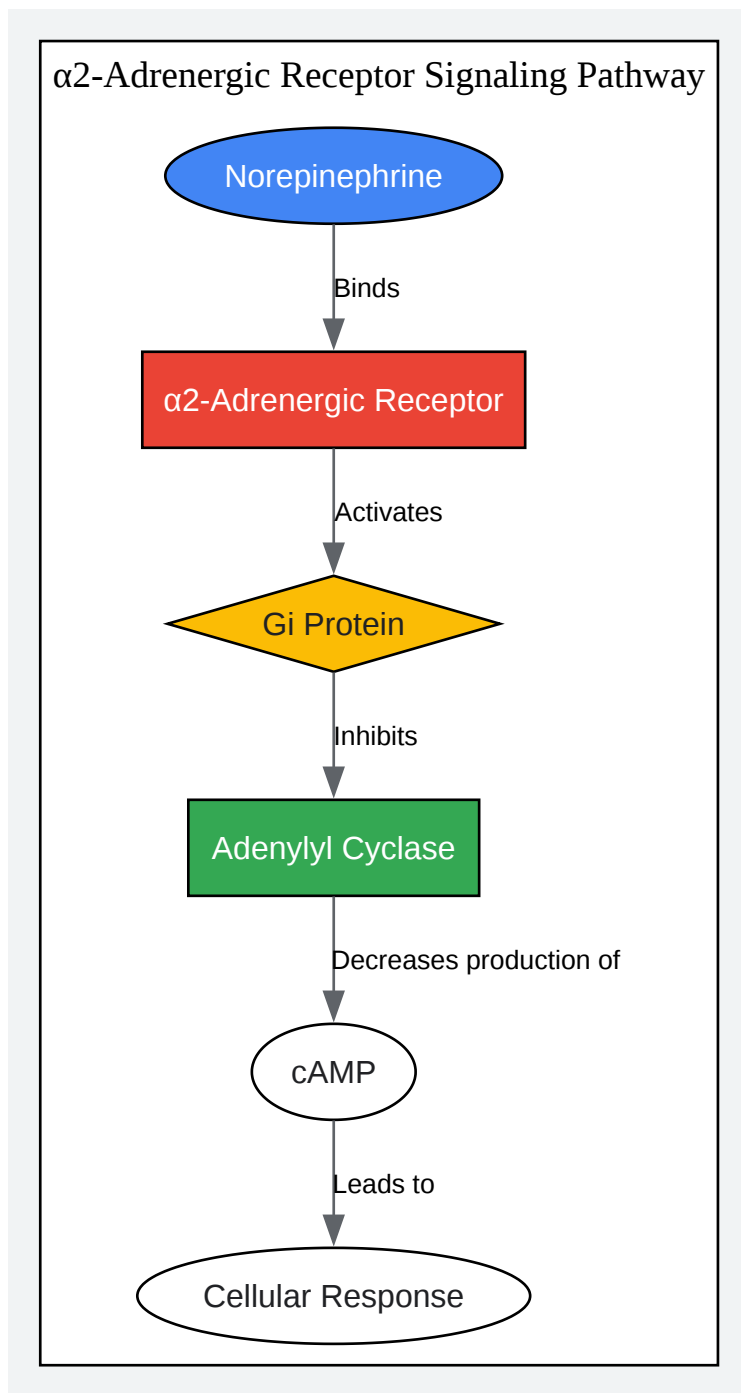 α2-Adrenergic Receptor Signaling Pathway
Norepinephrine
Binds
α2-Adrenergic Receptor
Activates
Gi Protein
Inhibits
Adenylyl Cyclase
Decreases production of
cAMP
Leads to
Cellular Response